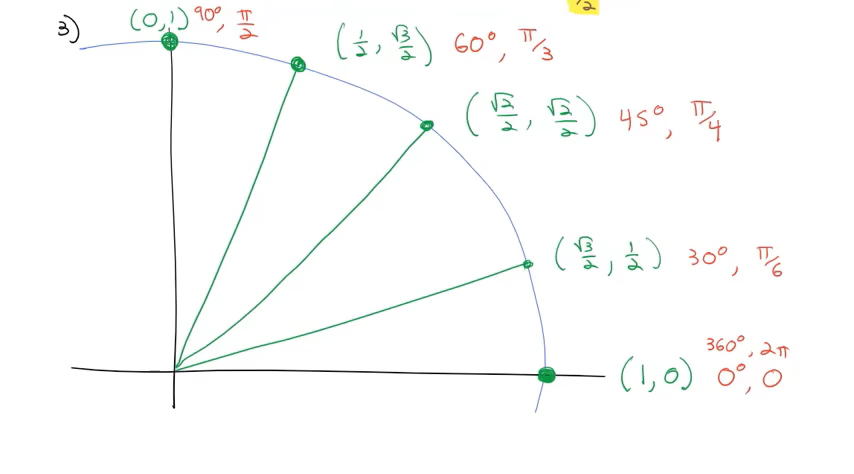 π/2
3)
(0,1) 90°, π/2
(1/2, √3/2) 60°, π/3
(√2/2, √2/2) 45°, π/4
(√3/2, 1/2) 30°, π/6
360°, 2π
(1,0) 0°, 0